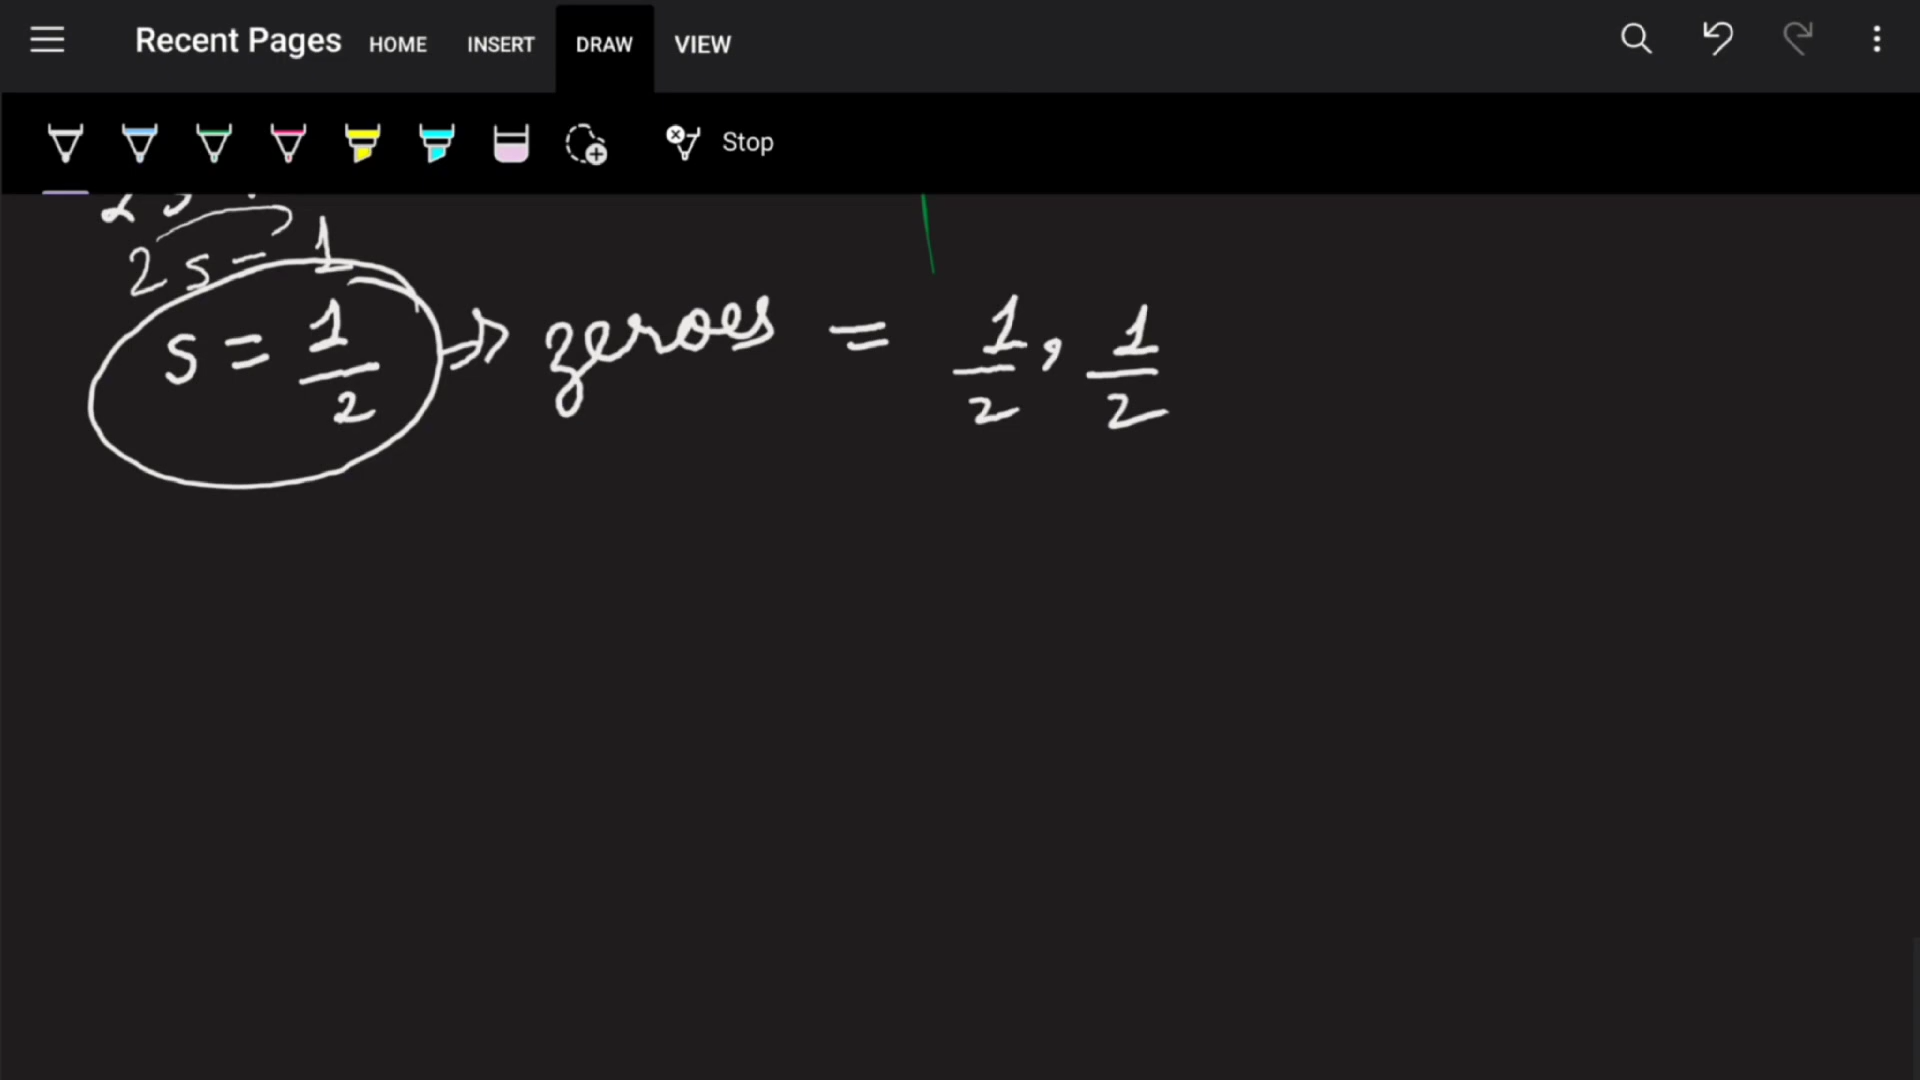 Recent Pages HOME INSERT DRAW VIEW
Stop
2s = 1
s = 1/2 → zeroes = 1/2, 1/2